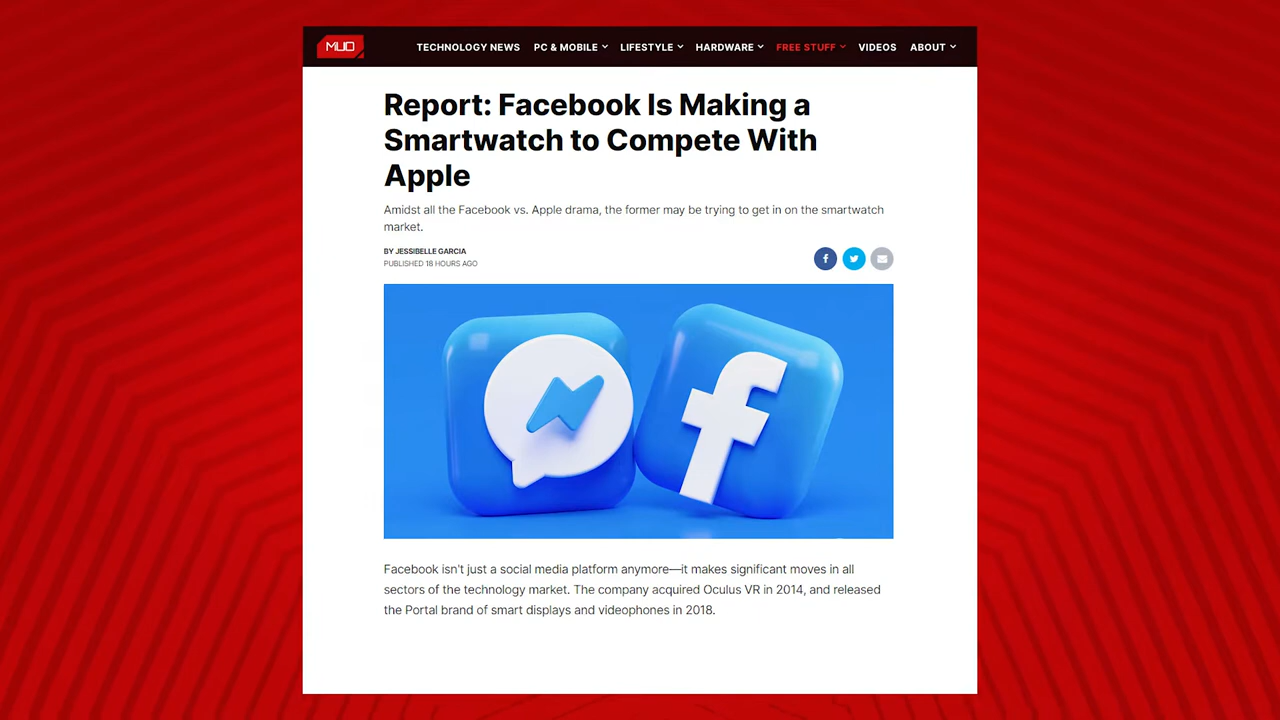 MUO
TECHNOLOGY NEWS PC & MOBILE LIFESTYLE HARDWARE FREE STUFF VIDEOS ABOUT
Report: Facebook Is Making a
Smartwatch to Compete With
Apple
Amidst all the Facebook vs. Apple drama, the former may be trying to get in on the smartwatch
market.
BY JESSIBELLE GARCIA
PUBLISHED 18 HOURS AGO
Facebook isn't just a social media platform anymore—it makes significant moves in all
sectors of the technology market. The company acquired Oculus VR in 2014, and released
the Portal brand of smart displays and videophones in 2018.